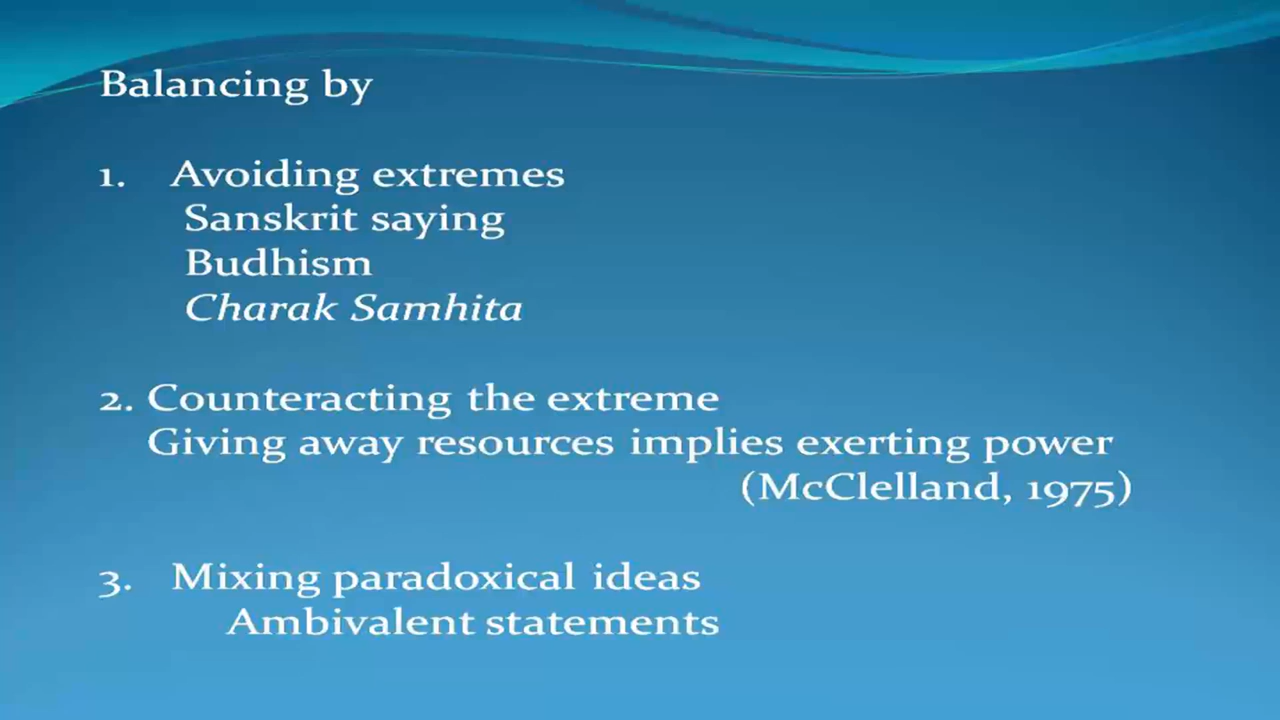 Balancing by
1. Avoiding extremes
Sanskrit saying
Budhism
Charak Samhita
2. Counteracting the extreme
Giving away resources implies exerting power
(McClelland, 1975)
3. Mixing paradoxical ideas
Ambivalent statements